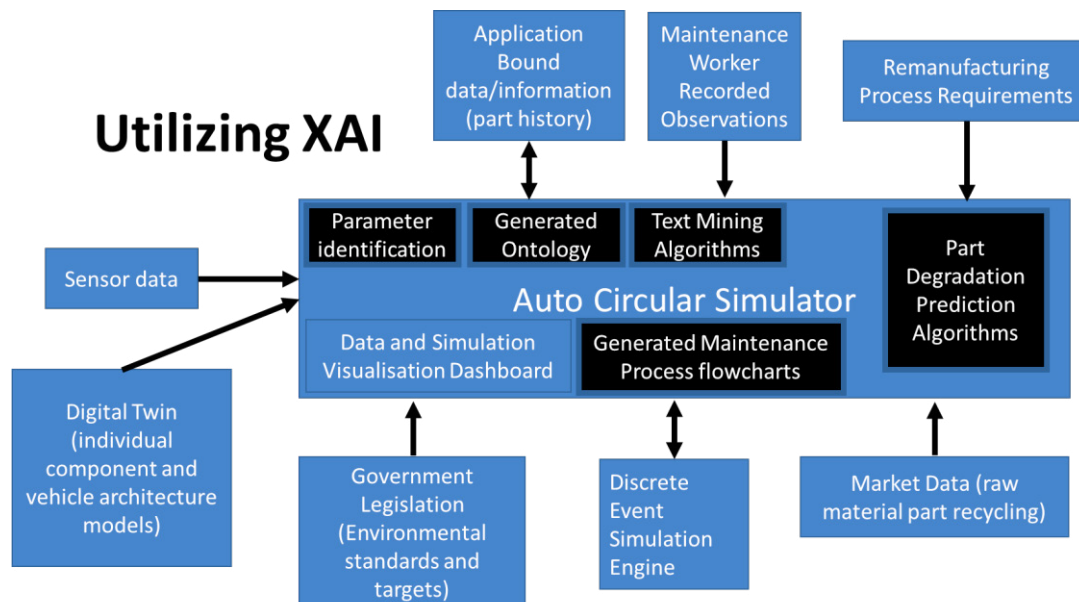 Utilizing XAI
Application
Bound
data/information
(part history)
Maintenance
Worker
Recorded
Observations
Remanufacturing
Process Requirements
Parameter
identification
Generated
Ontology
Text Mining
Algorithms
Part
Degradation
Prediction
Algorithms
Sensor data
Auto Circular Simulator
Data and Simulation
Visualisation Dashboard
Generated Maintenance
Process flowcharts
Digital Twin
(individual
component and
vehicle architecture
models)
Government
Legislation
(Environmental
standards and
targets)
Discrete
Event
Simulation
Engine
Market Data (raw
material part recycling)